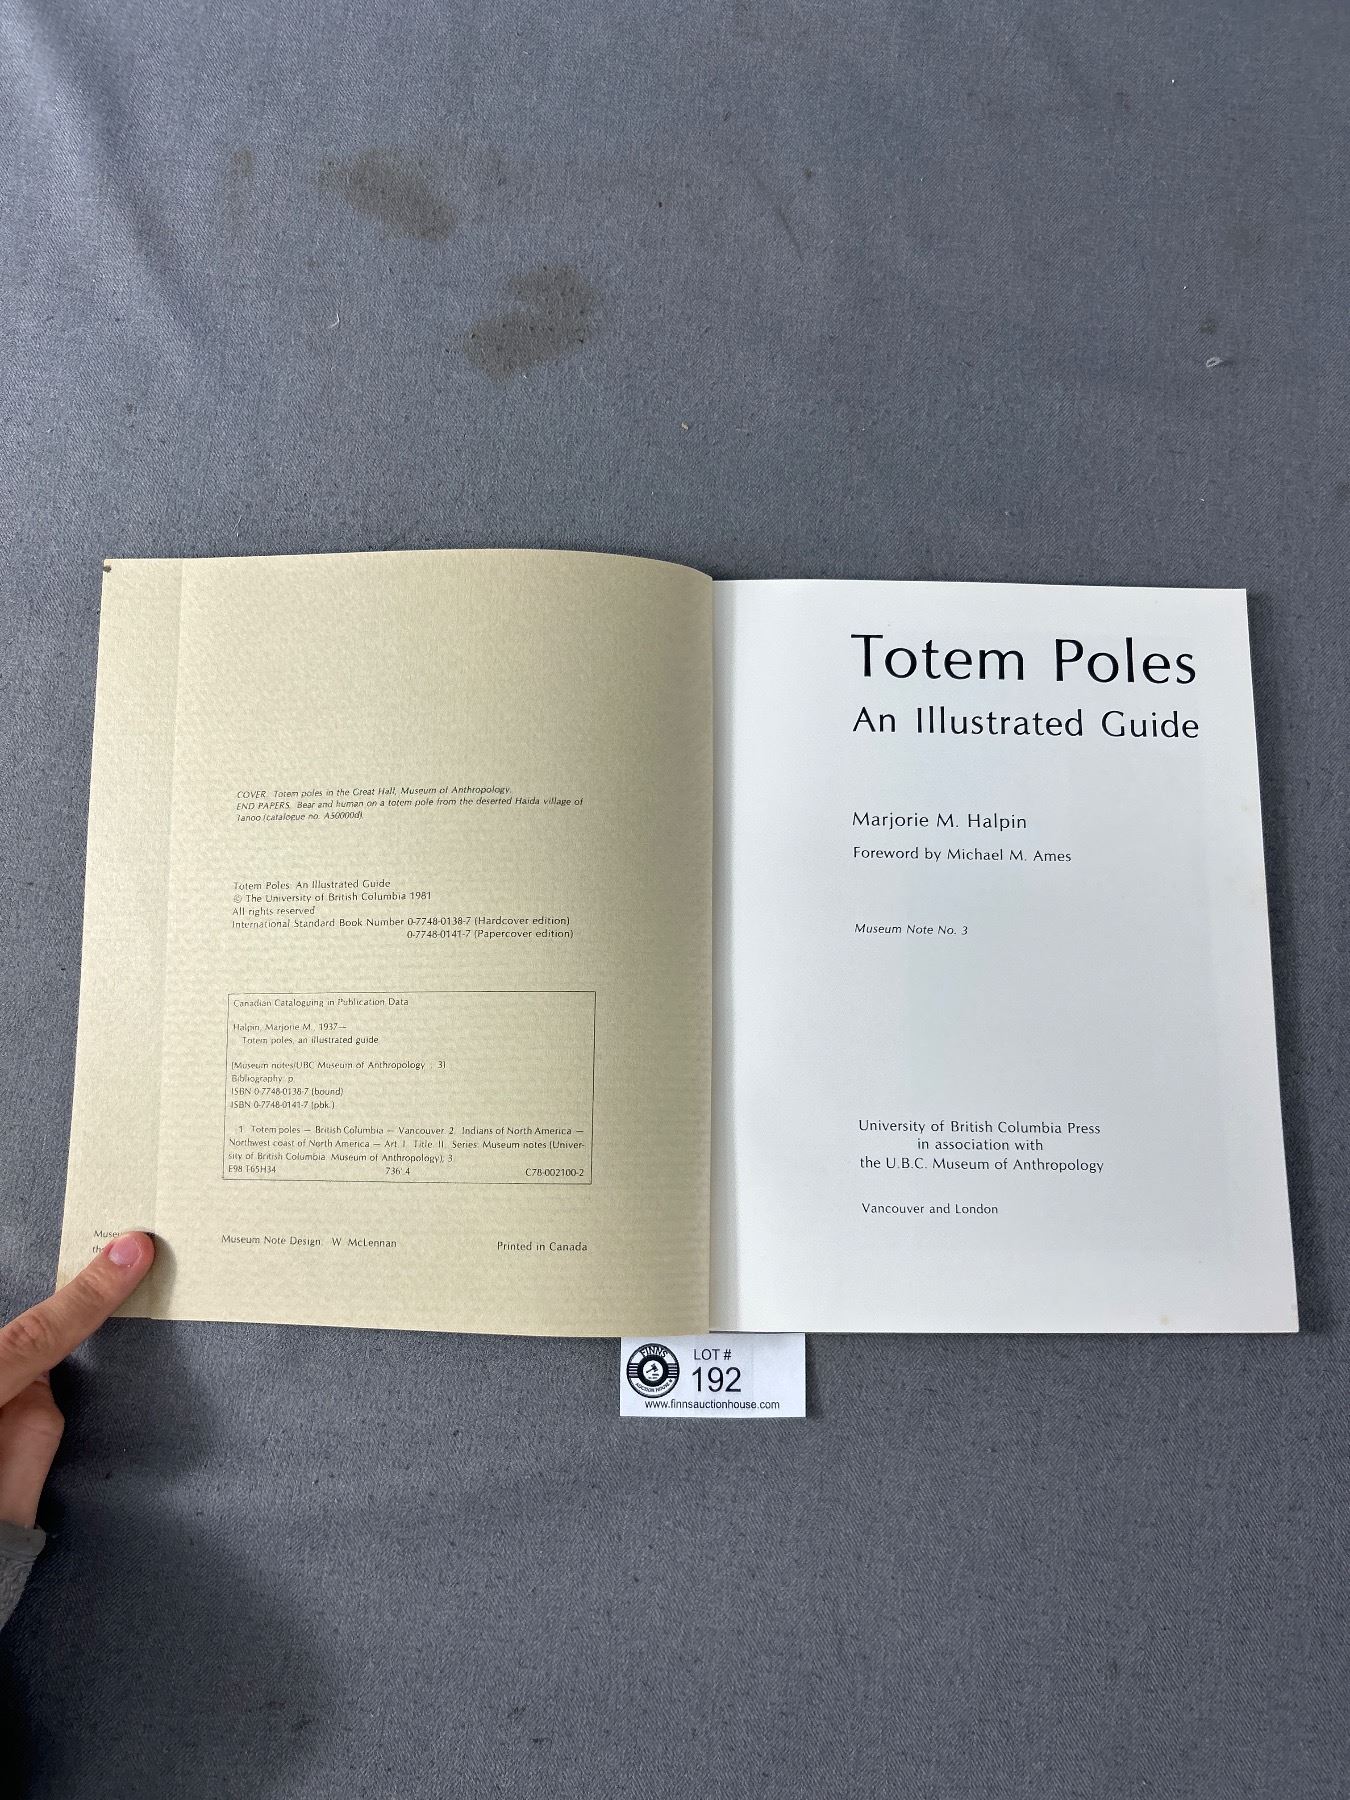 COVER. Totem poles in the Great Hall, Museum of Anthropology.
END PAPERS. Bear and human on a totem pole from the deserted Haida village of
Tanoo (catalogue no. A50000d).
Totem Poles: An Illustrated Guide
© The University of British Columbia 1981
All rights reserved
International Standard Book Number 0-7748-0138-7 (Hardcover edition)
0-7748-0141-7 (Papercover edition)
Canadian Cataloguing in Publication Data
Halpin, Marjorie M., 1937—
Totem poles, an illustrated guide
(Museum notes/UBC Museum of Anthropology ; 3)
Bibliography: p.
ISBN 0-7748-0138-7 (bound)
ISBN 0-7748-0141-7 (pbk.)
1. Totem poles — British Columbia — Vancouver. 2. Indians of North America —
Northwest coast of North America — Art. I. Title. II. Series: Museum notes (Univer-
sity of British Columbia. Museum of Anthropology); 3.
E98.T65H34 736'.4 C78-002100-2
Museum Note Design: W. McLennan Printed in Canada
Totem Poles
An Illustrated Guide
Marjorie M. Halpin
Foreword by Michael M. Ames
Museum Note No. 3
University of British Columbia Press
in association with
the U.B.C. Museum of Anthropology
Vancouver and London
FINNS
AUCTION HOUSE
LOT #
192
www.finnsauctionhouse.com